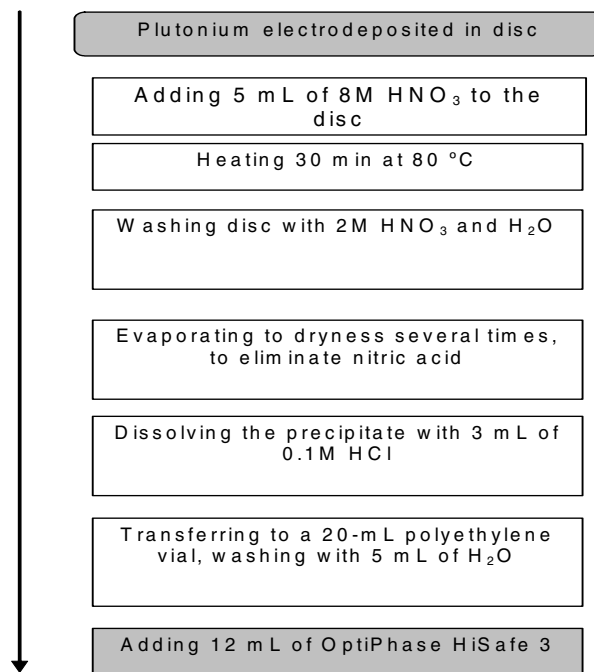 Plutonium electrodeposited in disc
Adding 5 mL of 8M HNO₃ to the
disc
Heating 30 min at 80 ºC
Washing disc with 2M HNO₃ and H₂O
Evaporating to dryness several times,
to eliminate nitric acid
Dissolving the precipitate with 3 mL of
0.1M HCl
Transferring to a 20-mL polyethylene
vial, washing with 5 mL of H₂O
Adding 12 mL of OptiPhase HiSafe 3